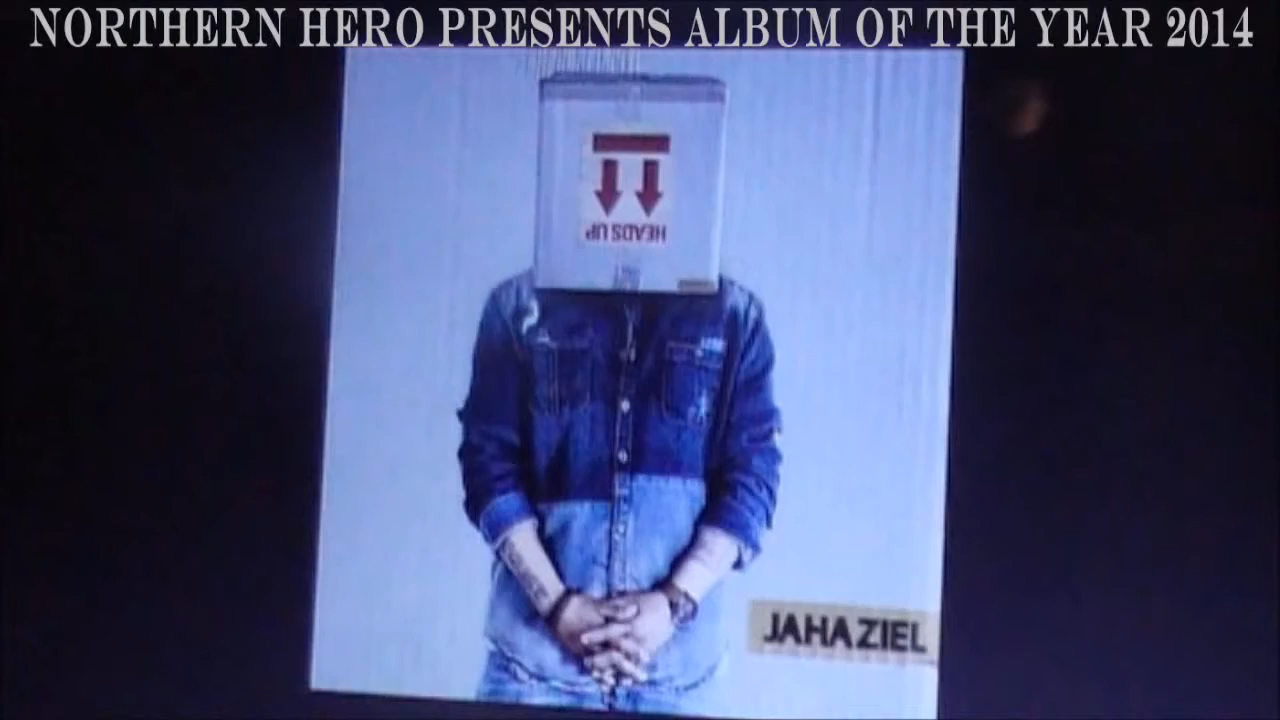 NORTHERN HERO PRESENTS ALBUM OF THE YEAR 2014
HEADS UP
JAHAZIEL